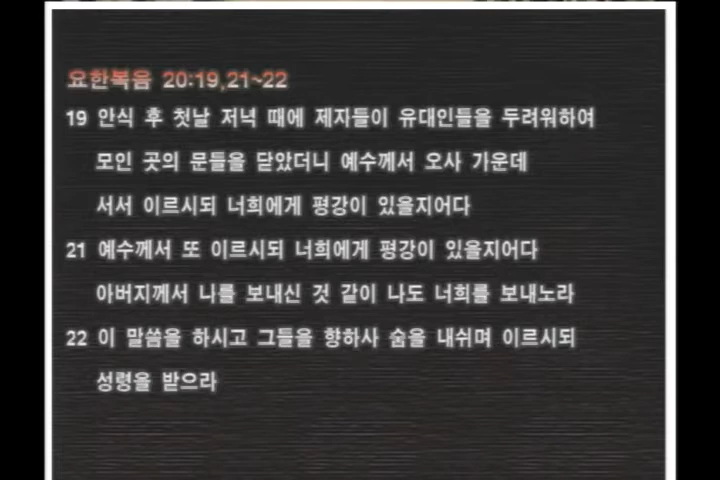 요한복음 20:19,21~22
19 안식 후 첫날 저녁 때에 제자들이 유대인들을 두려워하여
모인 곳의 문들을 닫았더니 예수께서 오사 가운데
서서 이르시되 너희에게 평강이 있을지어다
21 예수께서 또 이르시되 너희에게 평강이 있을지어다
아버지께서 나를 보내신 것 같이 나도 너희를 보내노라
22 이 말씀을 하시고 그들을 향하사 숨을 내쉬며 이르시되
성령을 받으라